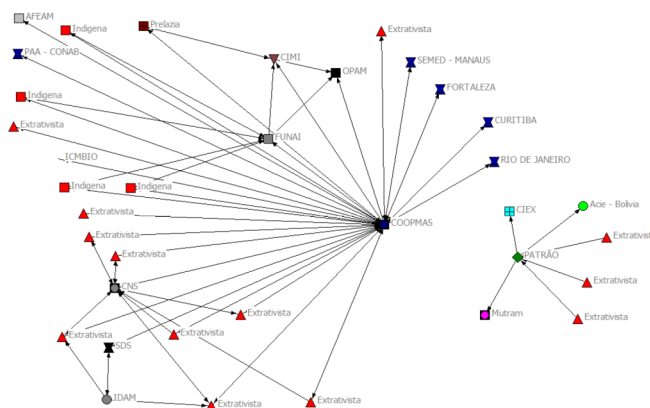 AFEAM
Indigena
Prelazia
Extrativista
PAA - CONAB
CIMI
SEMED - MANAUS
OPAM
FORTALEZA
Indigena
Extrativista
CURITIBA
FUNAI
ICMBIO
RIO DE JANEIRO
Indigena
Indigena
Extrativista
CIEX
Acie - Bolivia
COOPMAS
Extrativista
Extrativist
Extrativista
PATRÃO
Extrativista
CNS
Extrativista
Mutram
Extrativista
Extrativista
Extrativista
SDS
IDAM
Extrativista
Extrativista